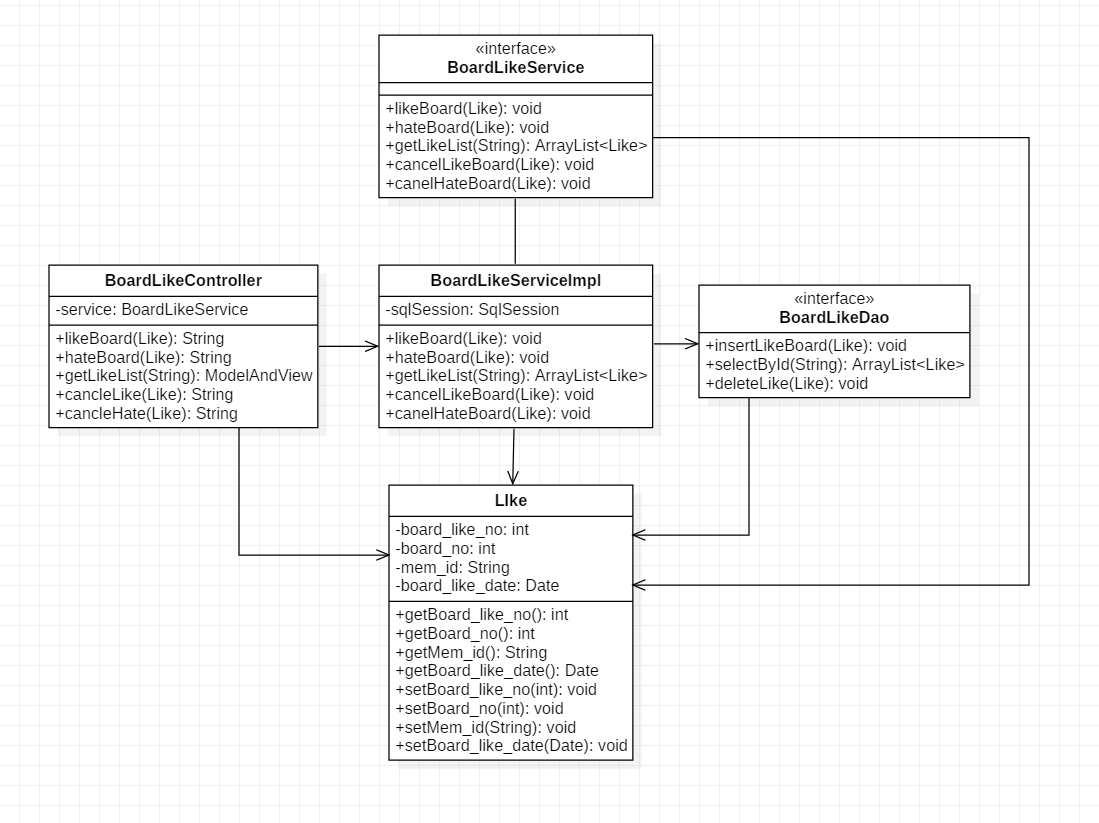 «interface»
BoardLikeService
+likeBoard(Like): void
+hateBoard(Like): void
+getLikeList(String): ArrayList<Like>
+cancelLikeBoard(Like): void
+canelHateBoard(Like): void
BoardLikeController
-service: BoardLikeService
+likeBoard(Like): String
+hateBoard(Like): String
+getLikeList(String): ModelAndView
+cancleLike(Like): String
+cancleHate(Like): String
BoardLikeServiceImpl
-sqlSession: SqlSession
+likeBoard(Like): void
+hateBoard(Like): void
+getLikeList(String): ArrayList<Like>
+cancelLikeBoard(Like): void
+canelHateBoard(Like): void
«interface»
BoardLikeDao
+insertLikeBoard(Like): void
+selectById(String): ArrayList<Like>
+deleteLike(Like): void
LIke
-board_like_no: int
-board_no: int
-mem_id: String
-board_like_date: Date
+getBoard_like_no(): int
+getBoard_no(): int
+getMem_id(): String
+getBoard_like_date(): Date
+setBoard_like_no(int): void
+setBoard_no(int): void
+setMem_id(String): void
+setBoard_like_date(Date): void